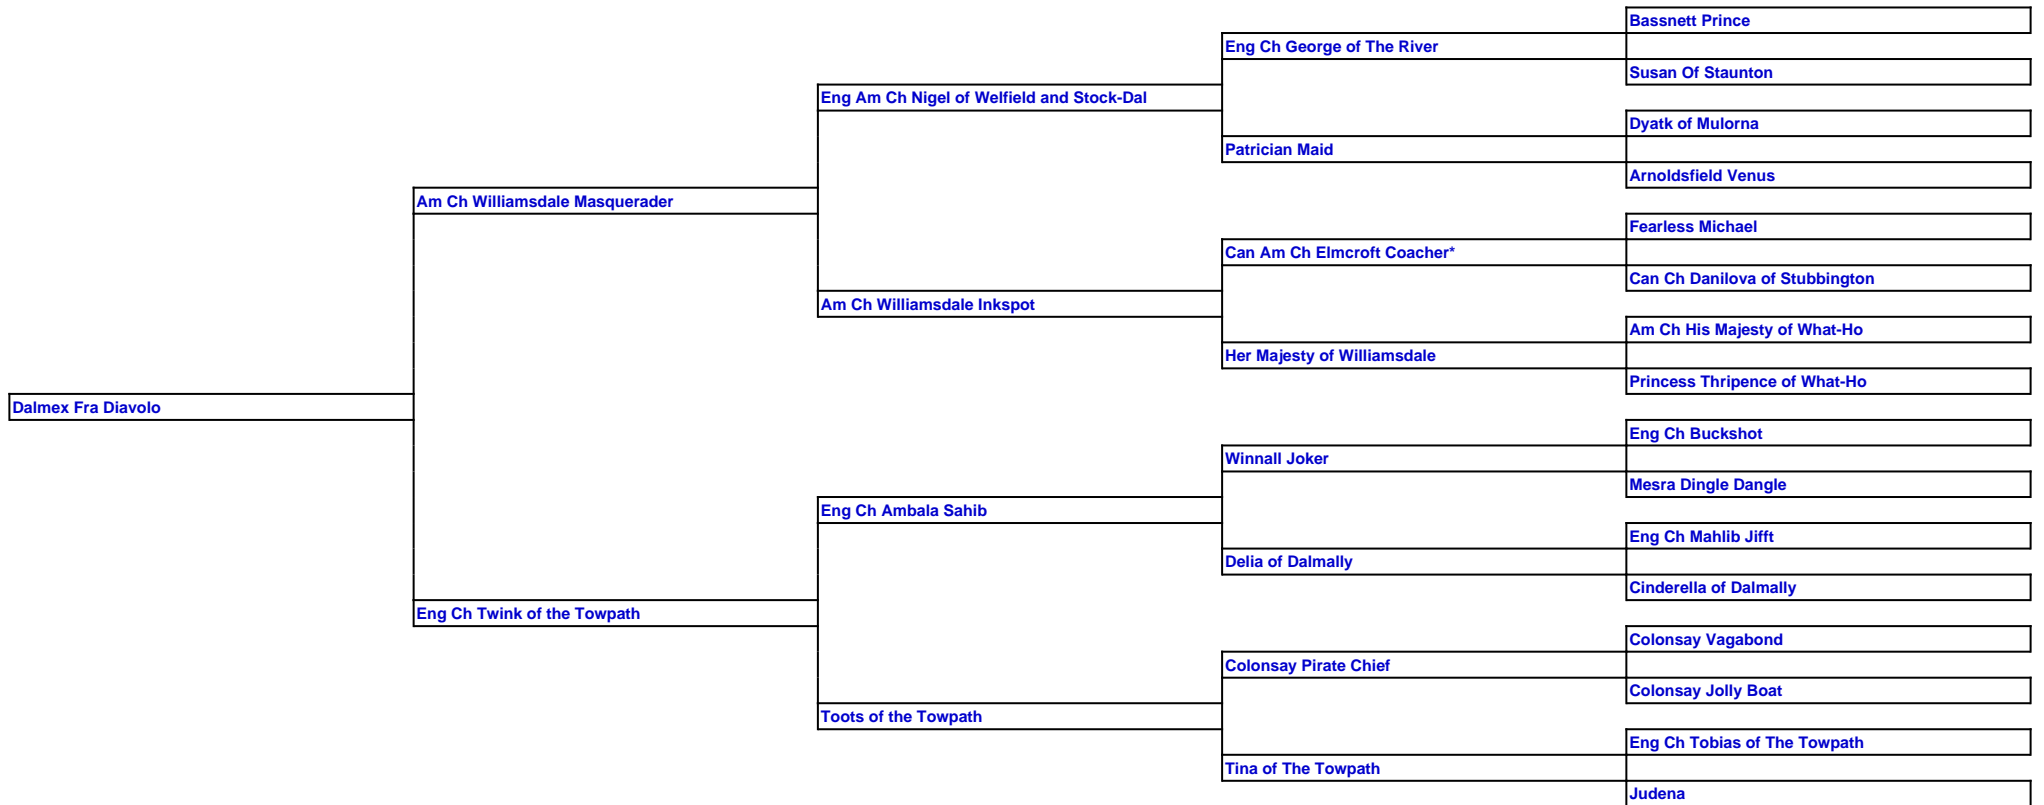 Bassnett Prince
Eng Ch George of The River
Susan Of Staunton
Eng Am Ch Nigel of Welfield and Stock-Dal
Dyatk of Mulorna
Patrician Maid
Arnoldsfield Venus
Am Ch Williamsdale Masquerader
Fearless Michael
Can Am Ch Elmcroft Coacher*
Can Ch Danilova of Stubbington
Am Ch Williamsdale Inkspot
Am Ch His Majesty of What-Ho
Her Majesty of Williamsdale
Princess Thripence of What-Ho
Dalmex Fra Diavolo
Eng Ch Buckshot
Winnall Joker
Mesra Dingle Dangle
Eng Ch Ambala Sahib
Eng Ch Mahlib Jifft
Delia of Dalmally
Cinderella of Dalmally
Eng Ch Twink of the Towpath
Colonsay Vagabond
Colonsay Pirate Chief
Colonsay Jolly Boat
Toots of the Towpath
Eng Ch Tobias of The Towpath
Tina of The Towpath
Judena